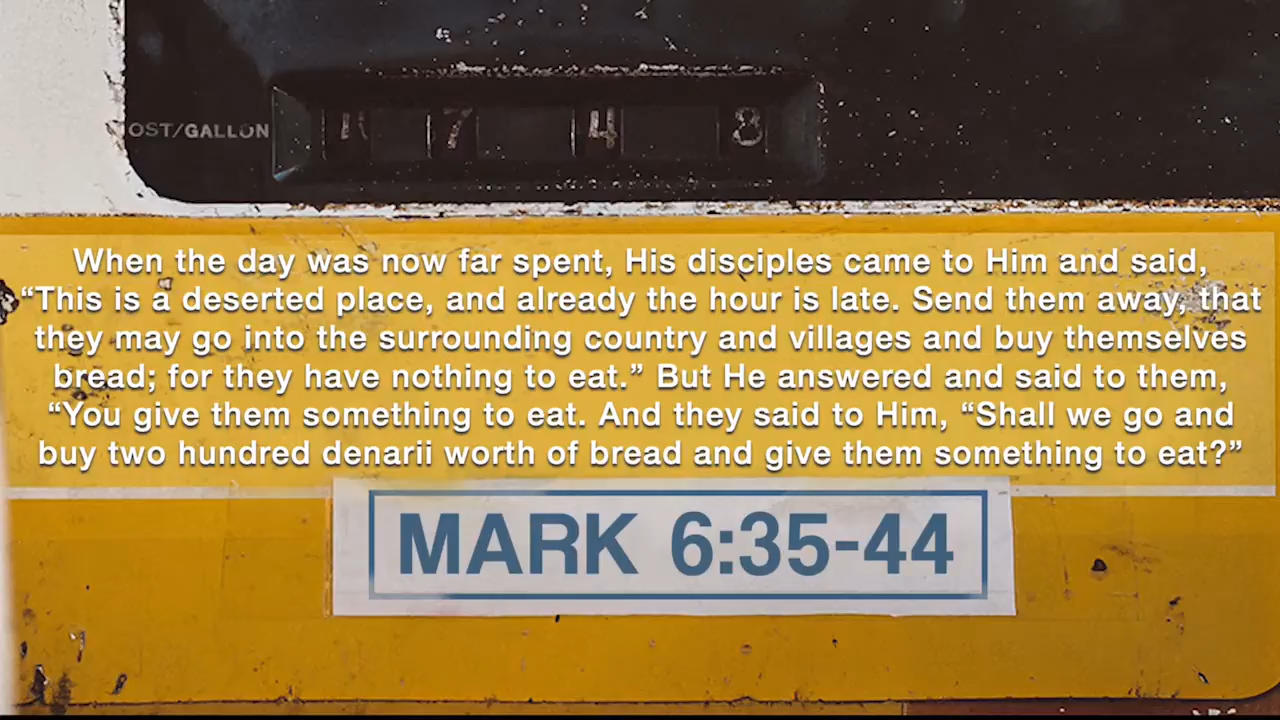 OST/GALLON
7 4 8
When the day was now far spent, His disciples came to Him and said,
“This is a deserted place, and already the hour is late. Send them away, that
they may go into the surrounding country and villages and buy themselves
bread; for they have nothing to eat.” But He answered and said to them,
“You give them something to eat. And they said to Him, “Shall we go and
buy two hundred denarii worth of bread and give them something to eat?”
MARK 6:35-44